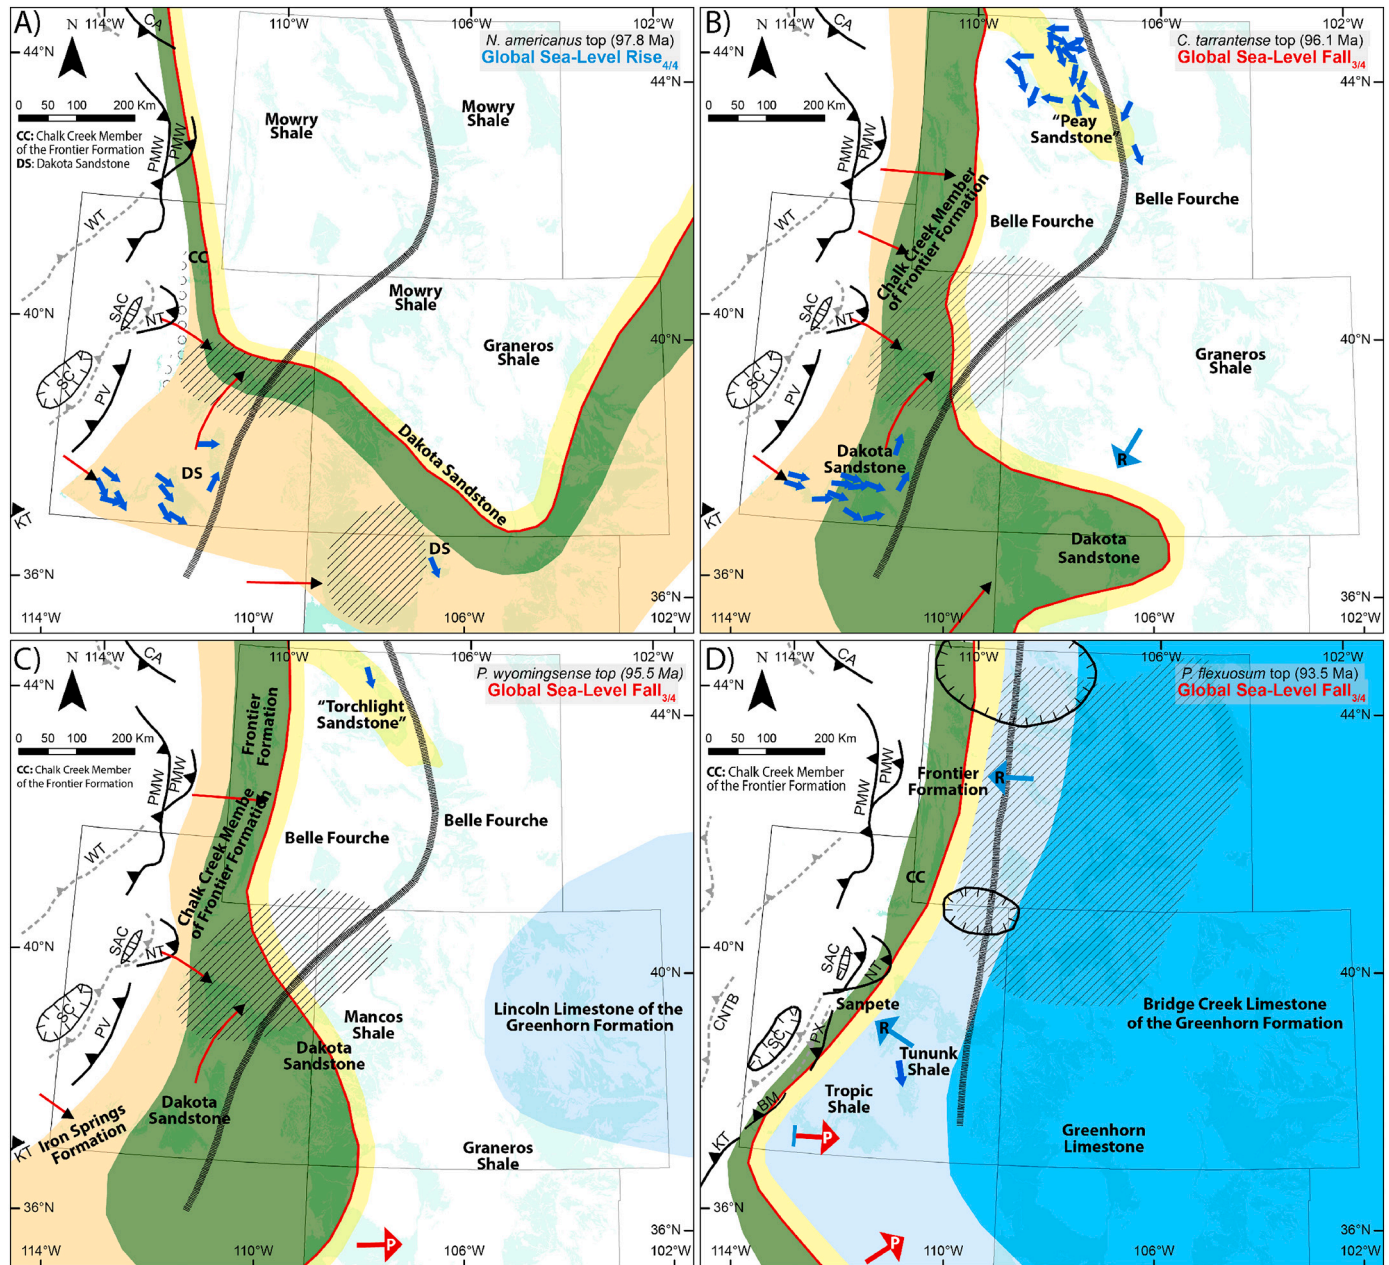 A)
114°W
110°W
106°W
102°W
N
CA
N. americanus top (97.8 Ma)
Global Sea-Level Rise4/4
44°N
44°N
0 50 100 200 Km
CC: Chalk Creek Member
of the Frontier Formation
DS: Dakota Sandstone
PMW
PMW
Mowry
Shale
Mowry
Shale
WT
CC
Mowry
Shale
SAC
NT
40°N
40°N
Graneros
Shale
SC
PV
DS
Dakota Sandstone
KT
DS
36°N
36°N
114°W
110°W
106°W
102°W
B)
114°W
110°W
106°W
102°W
N
CA
C. tarrantense top (96.1 Ma)
Global Sea-Level Fall3/4
44°N
44°N
0 50 100 200 Km
"Peay
Sandstone"
PMW
PMW
Chalk Creek Member
of Frontier Formation
Belle Fourche
Belle Fourche
WT
SAC
NT
40°N
40°N
Graneros
Shale
SC
PV
R
Dakota
Sandstone
KT
Dakota
Sandstone
36°N
36°N
114°W
110°W
106°W
102°W
C)
114°W
110°W
102°W
N
CA
P. wyomingsense top (95.5 Ma)
Global Sea-Level Fall3/4
44°N
44°N
Frontier
Formation
"Torchlight
Sandstone"
0 50 100 200 Km
CC: Chalk Creek Member
of the Frontier Formation
PMW
PMW
Chalk Creek Membe
of Frontier Formation
Belle Fourche
Belle Fourche
WT
SAC
NT
40°N
40°N
SC
PV
Mancos
Shale
Lincoln Limestone of the
Greenhorn Formation
Dakota
Sandstone
Dakota
Sandstone
Iron Springs
Formation
KT
Graneros
Shale
36°N
36°N
P
114°W
110°W
106°W
102°W
D)
114°W
110°W
106°W
102°W
N
CA
P. flexuosum top (93.5 Ma)
Global Sea-Level Fall3/4
44°N
44°N
0 50 100 200 Km
CC: Chalk Creek Member
of the Frontier Formation
PMW
PMW
Frontier
Formation
R
WT
CC
SAC
NT
40°N
40°N
CNTB
Sanpete
Bridge Creek Limestone
of the Greenhorn Formation
SC
PX
R
Tununk
Shale
Tropic
Shale
BM
KT
P
Greenhorn
Limestone
36°N
36°N
P
114°W
110°W
106°W
102°W